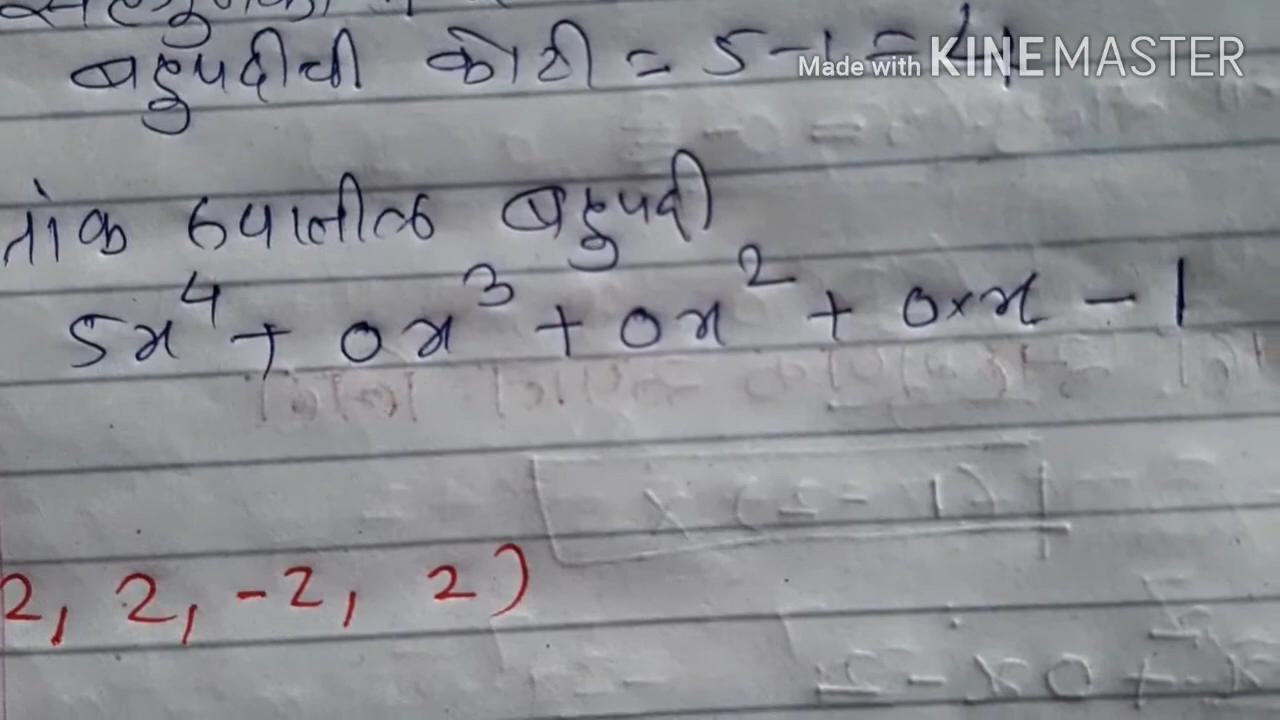 बहुपदीची कोटी = 5-1 = 4
Made with KINEMASTER
तांक रुपातील बहुपदी
5x⁴ + 0x³ + 0x² + 0×x - 1
2, 2, -2, 2)